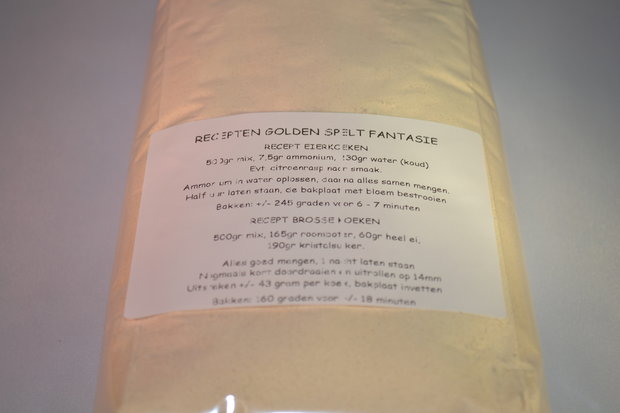 RECEPTEN GOLDEN SPELT FANTASIE
RECEPT EIERKOEKEN
500gr mix, 7,5gr ammonium, 130gr water (koud).
Evt. citroenrasp naar smaak.
Ammonium in water oplossen, daarna alles samen mengen.
Half uur laten staan, de bakplaat met bloem bestrooien
Bakken: +/- 245 graden voor 6 - 7 minuten
RECEPT BROSSE KOEKEN
500gr mix, 165gr roomboter, 60gr heel ei,
190gr kristalsuiker.
Alles goed mengen, 1 nacht laten staan
Nogmaals kort doordraaien en uitrollen op 14mm
Uitsteken +/- 43 gram per koek, bakplaat invetten
Bakken: 160 graden voor +/- 18 minuten